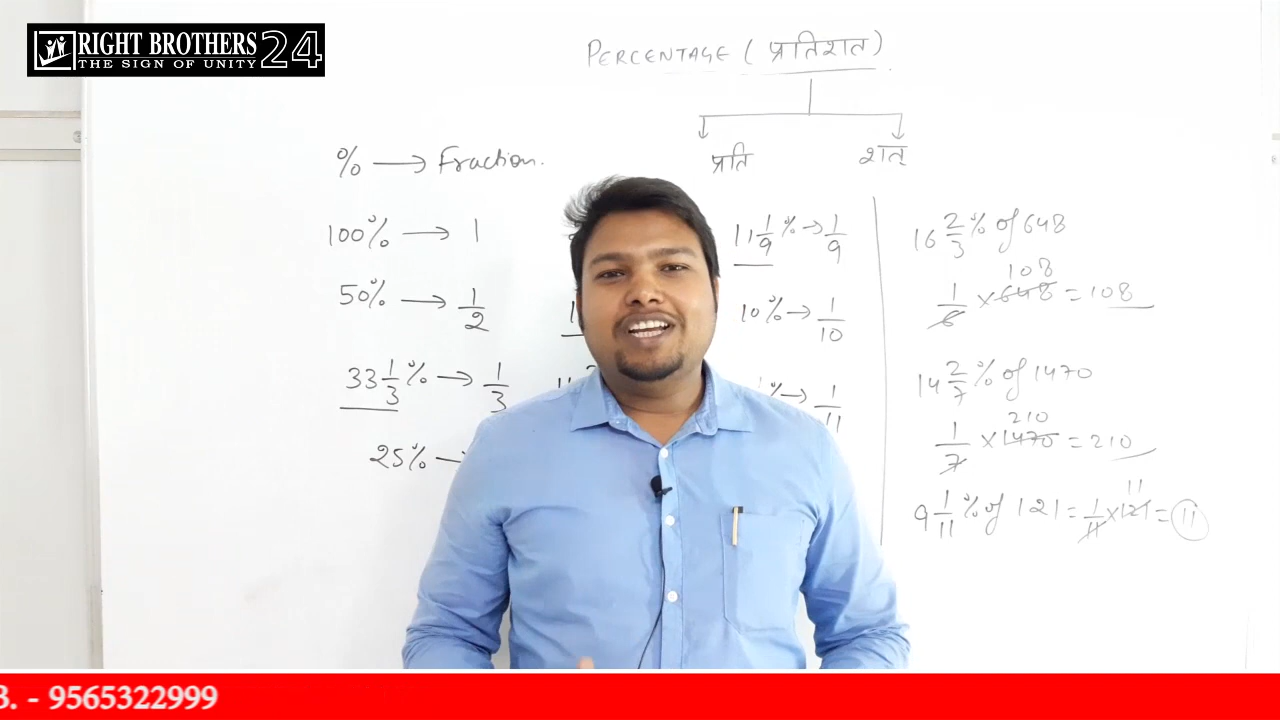 RIGHT BROTHERS 24
THE SIGN OF UNITY
PERCENTAGE ( प्रतिशत )
प्रति शत्
% → Fraction.
100% → 1
50% → 1/2
33 1/3 % → 1/3
25% →
11 1/9 % → 1/9
10% → 1/10
% → 1/11
16 2/3 % of 648
108
1/6 × 648 = 108
14 2/7 % of 1470
210
1/7 × 1470 = 210
11
9 1/11 % of 121 = 1/11 × 121 = 11
B. - 9565322999